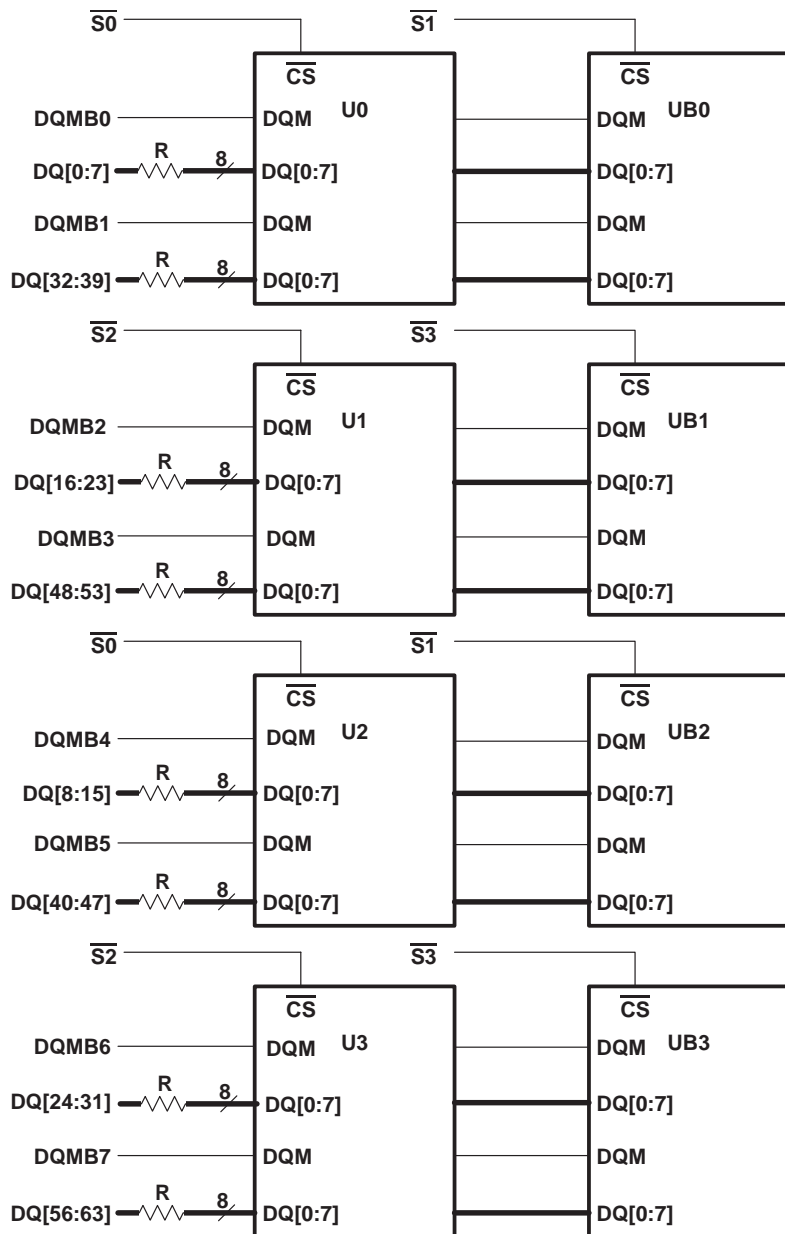 S0 S1
CS CS
DQMB0 DQM U0 DQM UB0
R
DQ[0:7] 8 DQ[0:7] DQ[0:7]
DQMB1 DQM DQM
R
DQ[32:39] 8 DQ[0:7] DQ[0:7]
S2 S3
CS CS
DQMB2 DQM U1 DQM UB1
R
DQ[16:23] 8 DQ[0:7] DQ[0:7]
DQMB3 DQM DQM
R
DQ[48:53] 8 DQ[0:7] DQ[0:7]
S0 S1
CS CS
DQMB4 DQM U2 DQM UB2
R
DQ[8:15] 8 DQ[0:7] DQ[0:7]
DQMB5 DQM DQM
R
DQ[40:47] 8 DQ[0:7] DQ[0:7]
S2 S3
CS CS
DQMB6 DQM U3 DQM UB3
R
DQ[24:31] 8 DQ[0:7] DQ[0:7]
DQMB7 DQM DQM
R
DQ[56:63] 8 DQ[0:7] DQ[0:7]